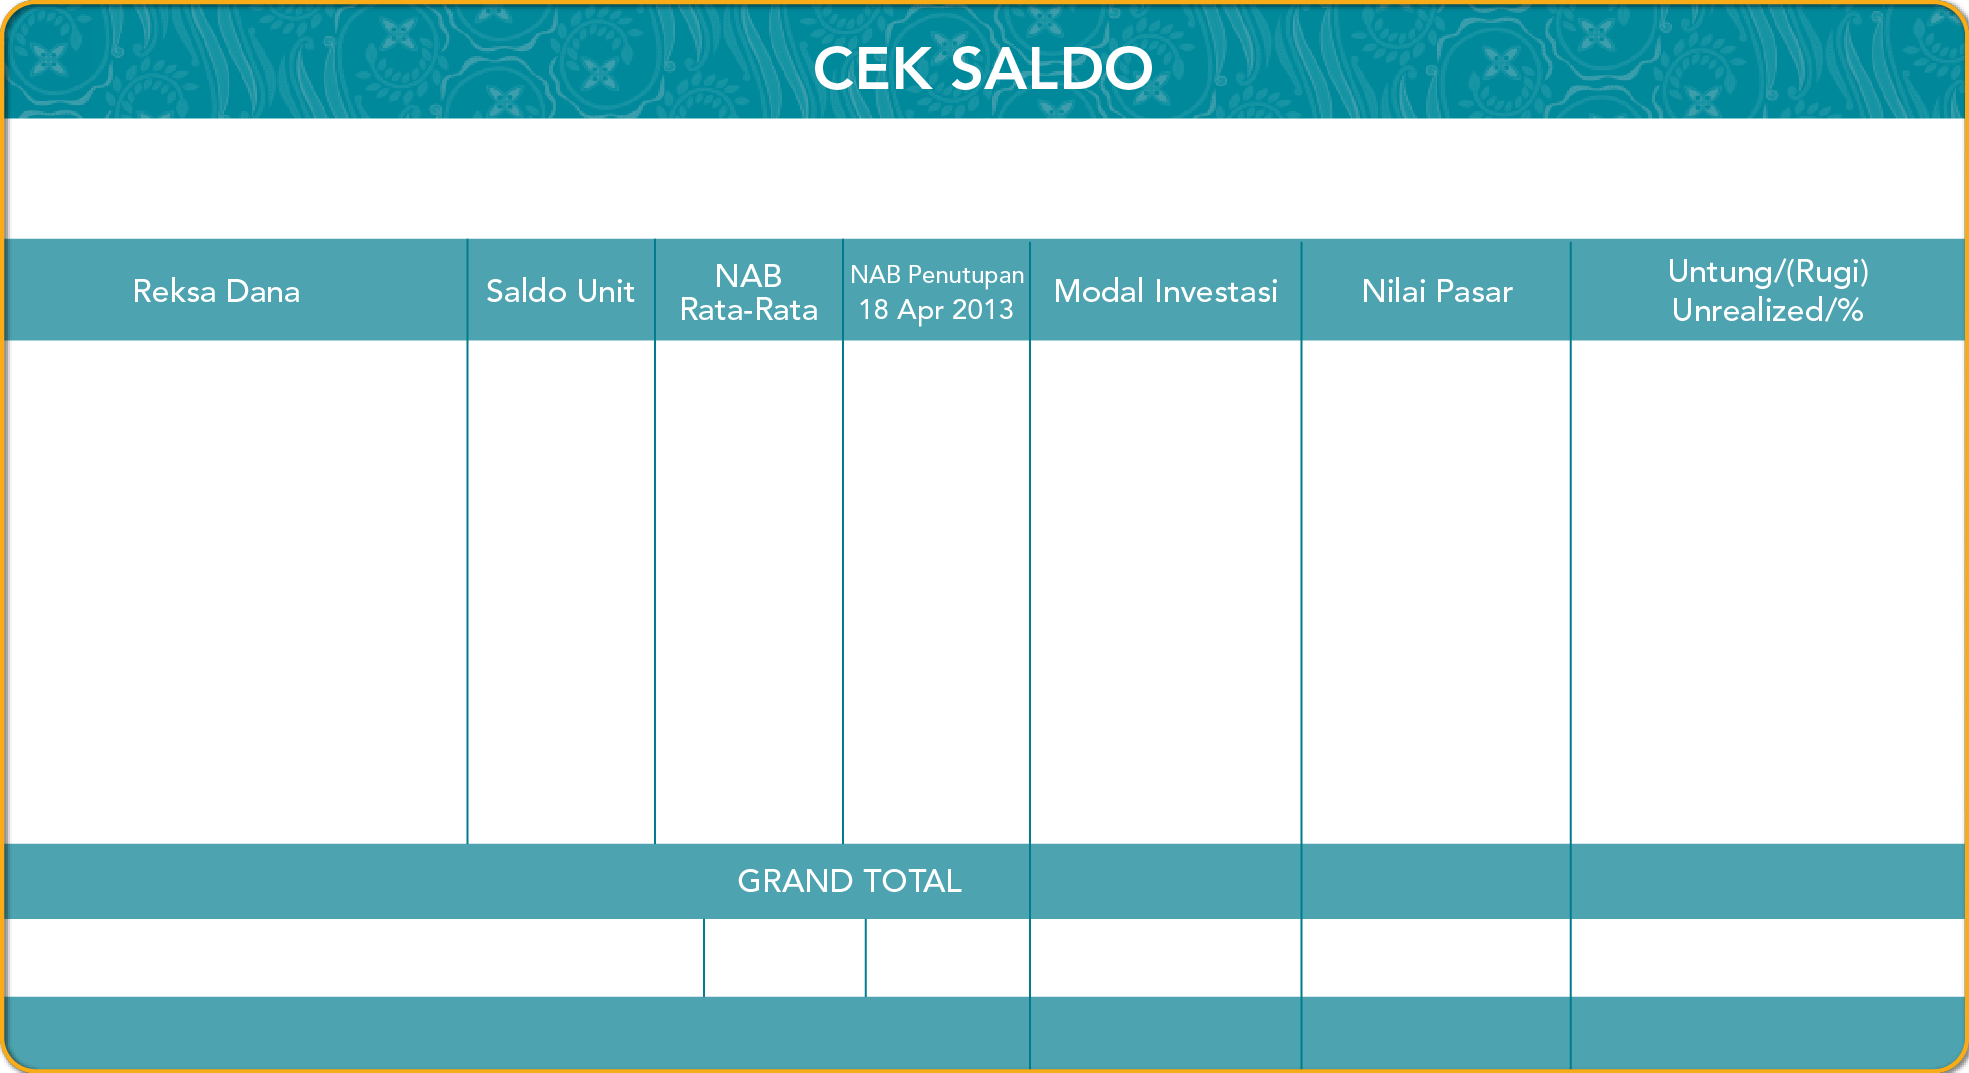 CEK SALDO
Reksa Dana
Saldo Unit
NAB
Rata-Rata
NAB Penutupan
18 Apr 2013
Modal Investasi
Nilai Pasar
Untung/(Rugi)
Unrealized/%
GRAND TOTAL